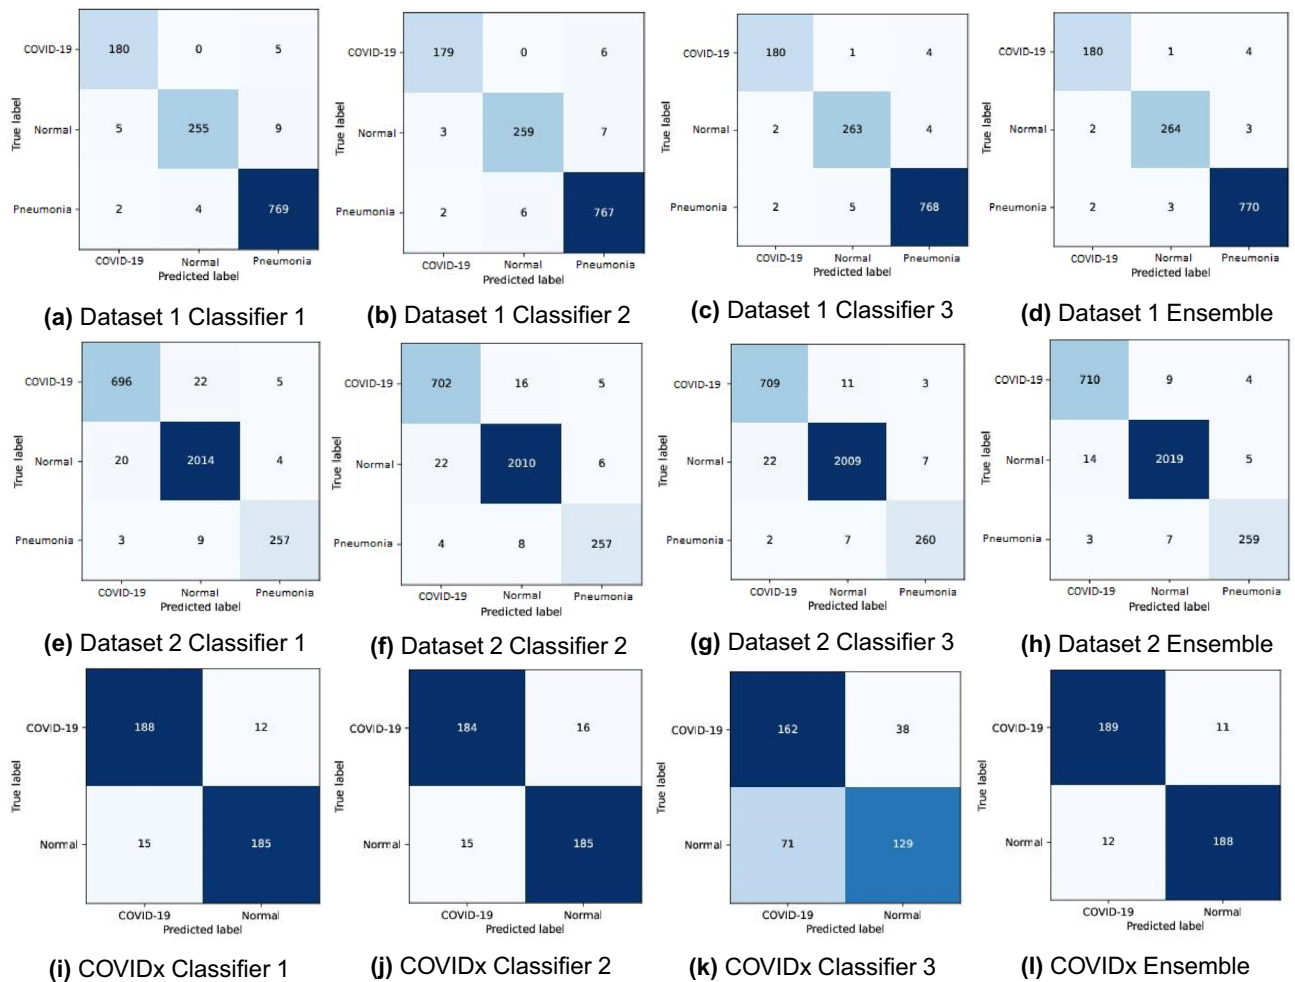 COVID-19 180 0 5
Normal 5 255 9
Pneumonia 2 4 769
COVID-19 Normal Pneumonia
Predicted label
True label
(a) Dataset 1 Classifier 1
COVID-19 179 0 6
Normal 3 259 7
Pneumonia 2 6 767
COVID-19 Normal Pneumonia
Predicted label
True label
(b) Dataset 1 Classifier 2
COVID-19 180 1 4
Normal 2 263 4
Pneumonia 2 5 768
COVID-19 Normal Pneumonia
Predicted label
True label
(c) Dataset 1 Classifier 3
COVID-19 180 1 4
Normal 2 264 3
Pneumonia 2 3 770
COVID-19 Normal Pneumonia
Predicted label
True label
(d) Dataset 1 Ensemble
COVID-19 696 22 5
Normal 20 2014 4
Pneumonia 3 9 257
COVID-19 Normal Pneumonia
Predicted label
True label
(e) Dataset 2 Classifier 1
COVID-19 702 16 5
Normal 22 2010 6
Pneumonia 4 8 257
COVID-19 Normal Pneumonia
Predicted label
True label
(f) Dataset 2 Classifier 2
COVID-19 709 11 3
Normal 22 2009 7
Pneumonia 2 7 260
COVID-19 Normal Pneumonia
Predicted label
True label
(g) Dataset 2 Classifier 3
COVID-19 710 9 4
Normal 14 2019 5
Pneumonia 3 7 259
COVID-19 Normal Pneumonia
Predicted label
True label
(h) Dataset 2 Ensemble
COVID-19 188 12
Normal 15 185
COVID-19 Normal
Predicted label
True label
(i) COVIDx Classifier 1
COVID-19 184 16
Normal 15 185
COVID-19 Normal
Predicted label
True label
(j) COVIDx Classifier 2
COVID-19 162 38
Normal 71 129
COVID-19 Normal
Predicted label
True label
(k) COVIDx Classifier 3
COVID-19 189 11
Normal 12 188
COVID-19 Normal
Predicted label
True label
(l) COVIDx Ensemble